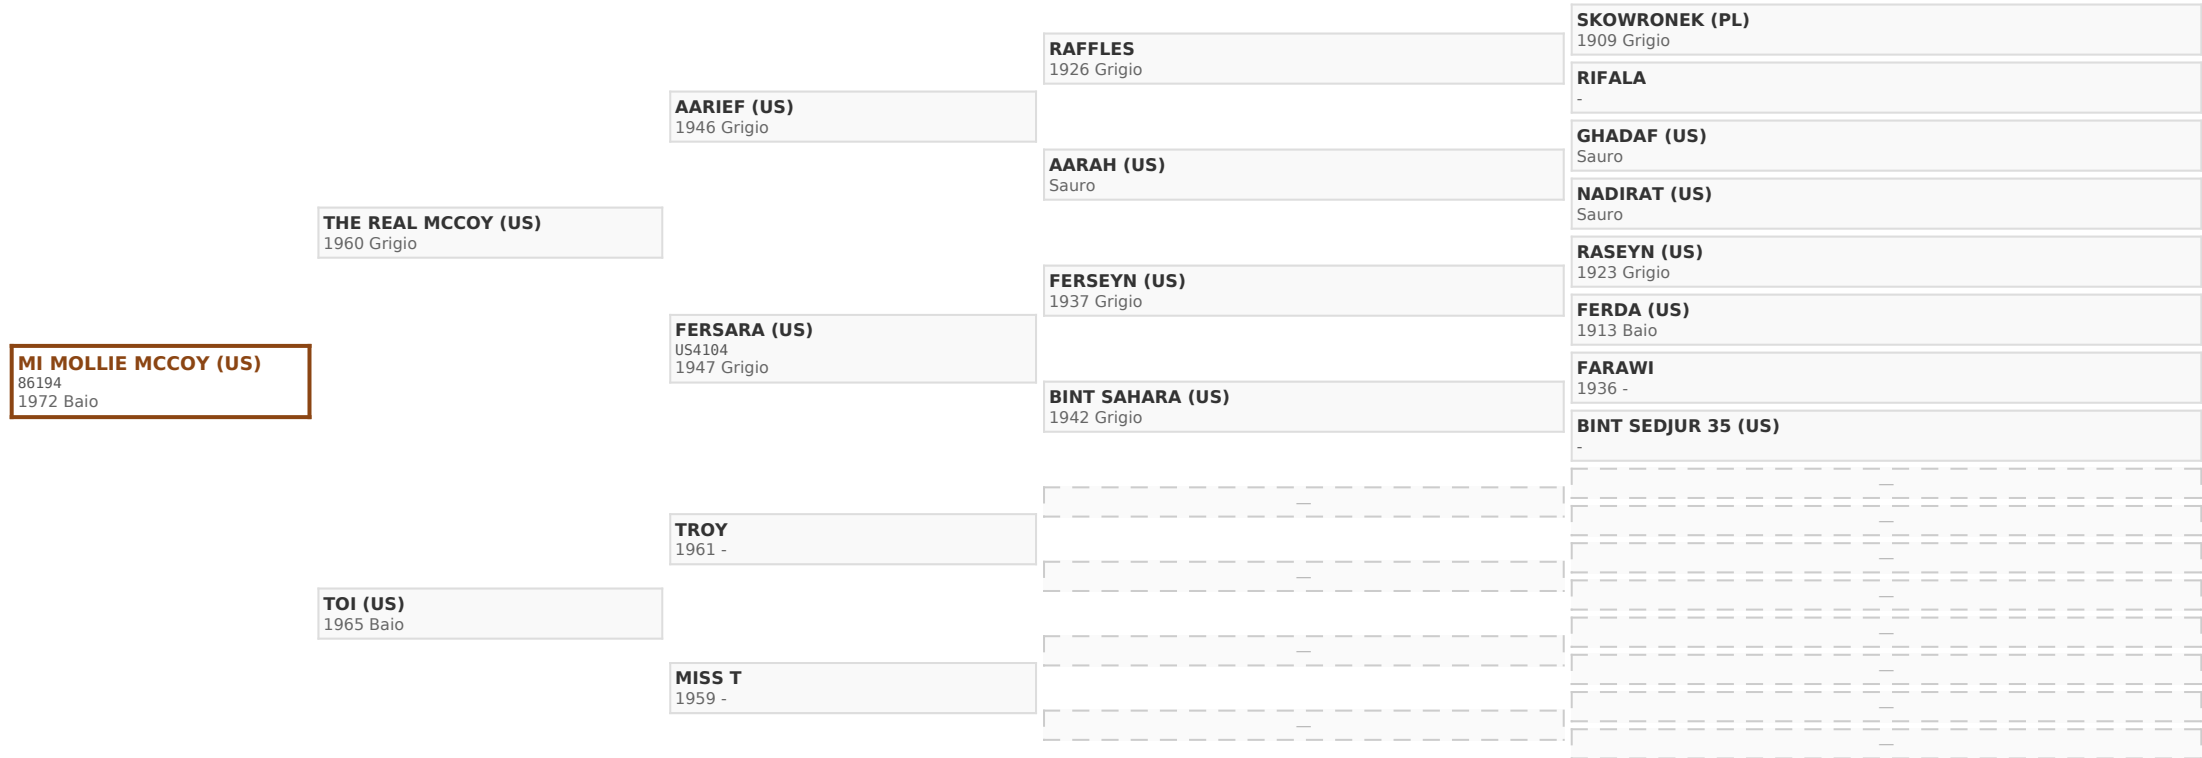 MI MOLLIE MCCOY (US)
86194
1972 Baio
THE REAL MCCOY (US)
1960 Grigio
TOI (US)
1965 Baio
AARIEF (US)
1946 Grigio
FERSARA (US)
US4104
1947 Grigio
TROY
1961 -
MISS T
1959 -
RAFFLES
1926 Grigio
AARAH (US)
Sauro
FERSEYN (US)
1937 Grigio
BINT SAHARA (US)
1942 Grigio
—
—
—
—
SKOWRONEK (PL)
1909 Grigio
RIFALA
-
GHADAF (US)
Sauro
NADIRAT (US)
Sauro
RASEYN (US)
1923 Grigio
FERDA (US)
1913 Baio
FARAWI
1936 -
BINT SEDJUR 35 (US)
-
—
—
—
—
—
—
—
—